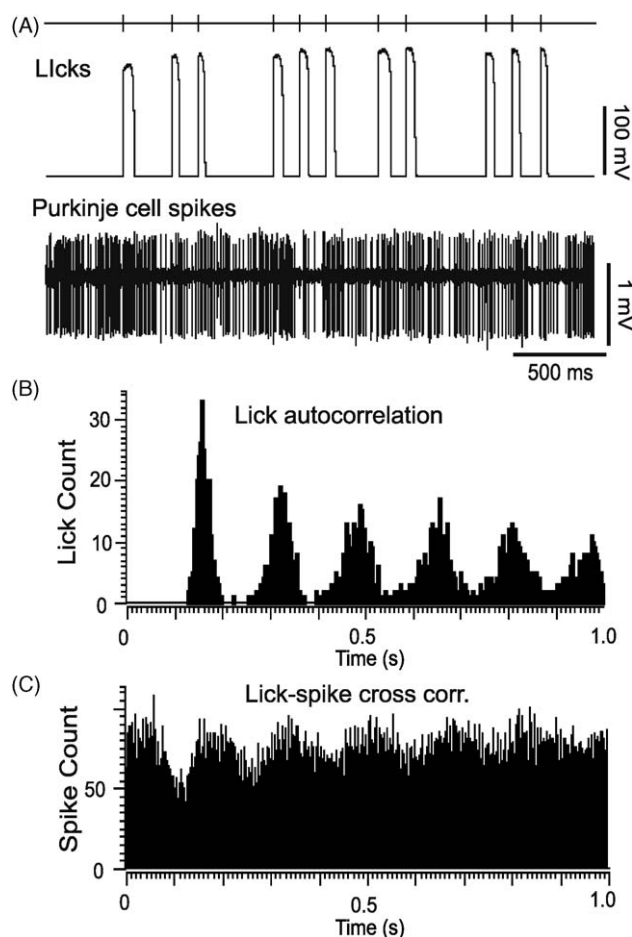 (A)
LIcks
100 mV
Purkinje cell spikes
1 mV
500 ms
(B)
Lick autocorrelation
Lick Count
30
20
10
0
0 0.5 1.0
Time (s)
(C)
Lick-spike cross corr.
Spike Count
50
0
0 0.5 1.0
Time (s)